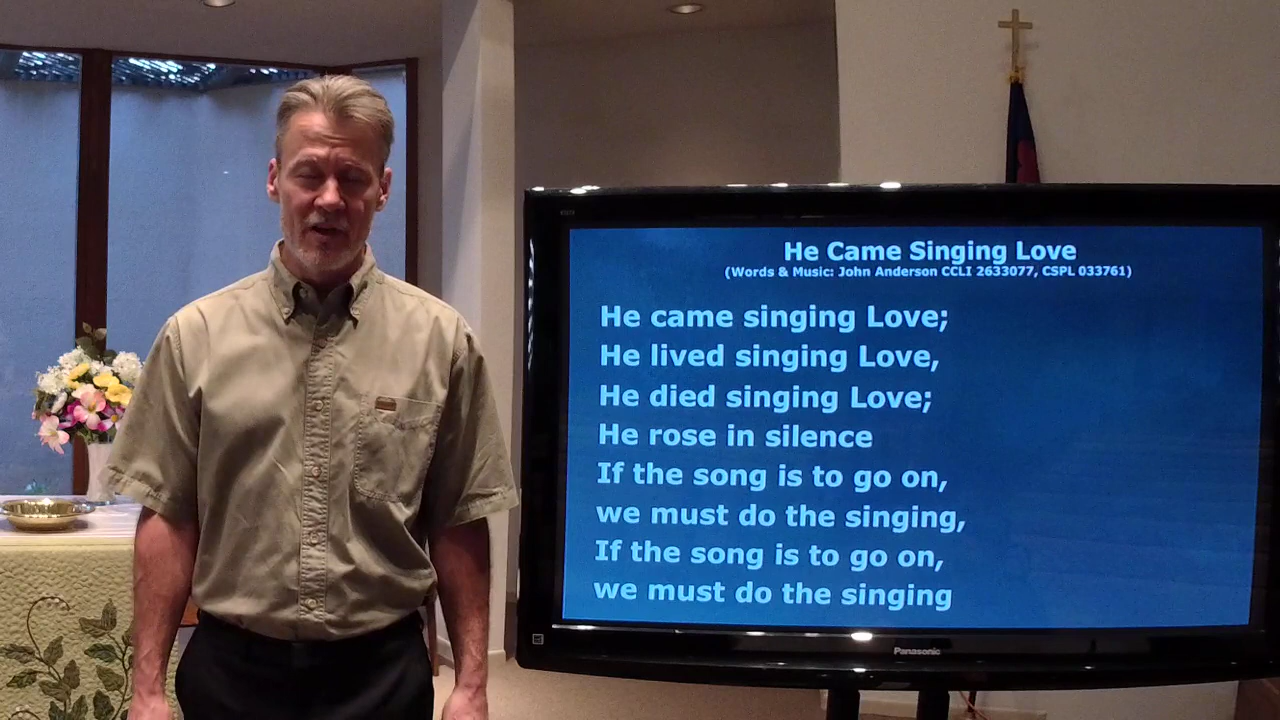 He Came Singing Love
(Words & Music: John Anderson CCLI 2633077, CSPL 033761)
He came singing Love;
He lived singing Love,
He died singing Love;
He rose in silence
If the song is to go on,
we must do the singing,
If the song is to go on,
we must do the singing
Panasonic